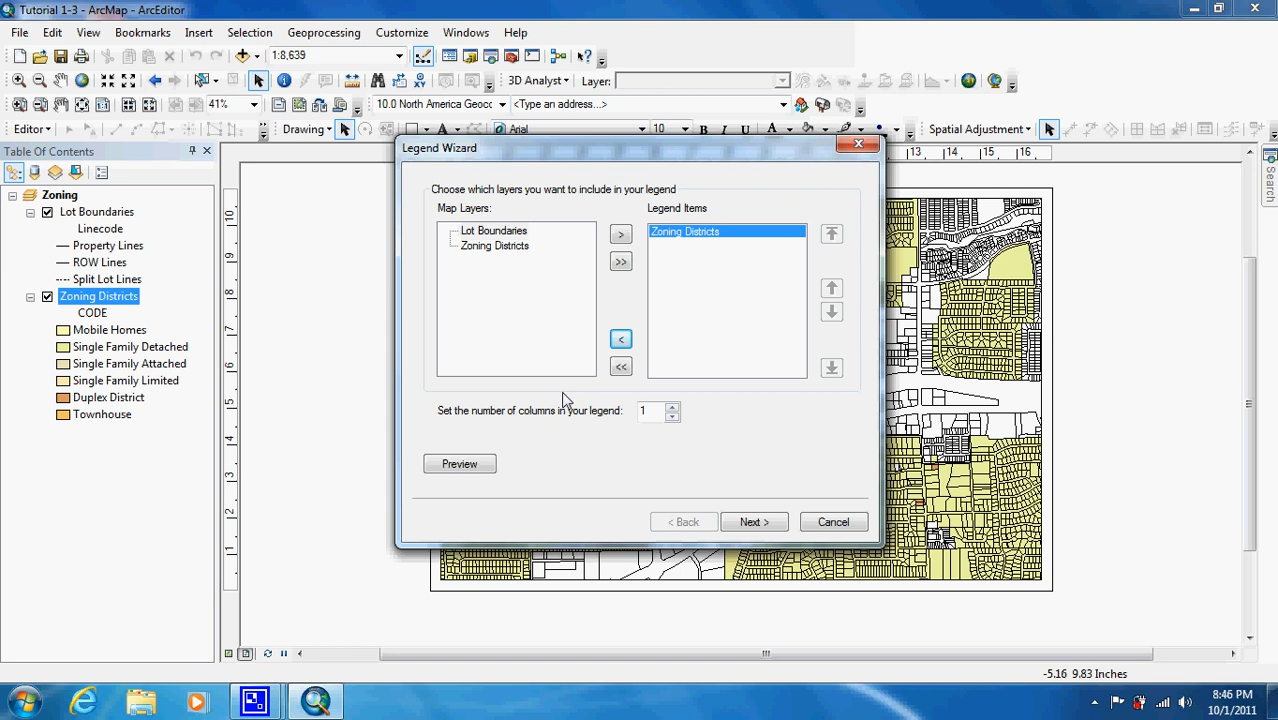 Tutorial 1-3 - ArcMap - ArcEditor
File Edit View Bookmarks Insert Selection Geoprocessing Customize Windows Help
1:8,639
3D Analyst Layer:
41% 10.0 North America Geocc <Type an address...>
Editor Drawing Arial 10 B I U A Spatial Adjustment
Table Of Contents
Zoning
Lot Boundaries
Linecode
Property Lines
ROW Lines
Split Lot Lines
Zoning Districts
CODE
Mobile Homes
Single Family Detached
Single Family Attached
Single Family Limited
Duplex District
Townhouse
Legend Wizard
Choose which layers you want to include in your legend
Map Layers: Legend Items
Lot Boundaries
Zoning Districts
Zoning Districts
>
>>
<
<<
Set the number of columns in your legend: 1
Preview
< Back Next > Cancel
13 14 15 16
10 9 8 7 6 5 4 3 2 1
Search
-5.16 9.83 Inches
8:46 PM
10/1/2011